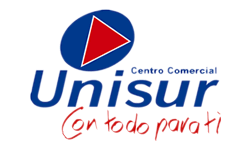 Centro Comercial
Unisur
Con todo para ti